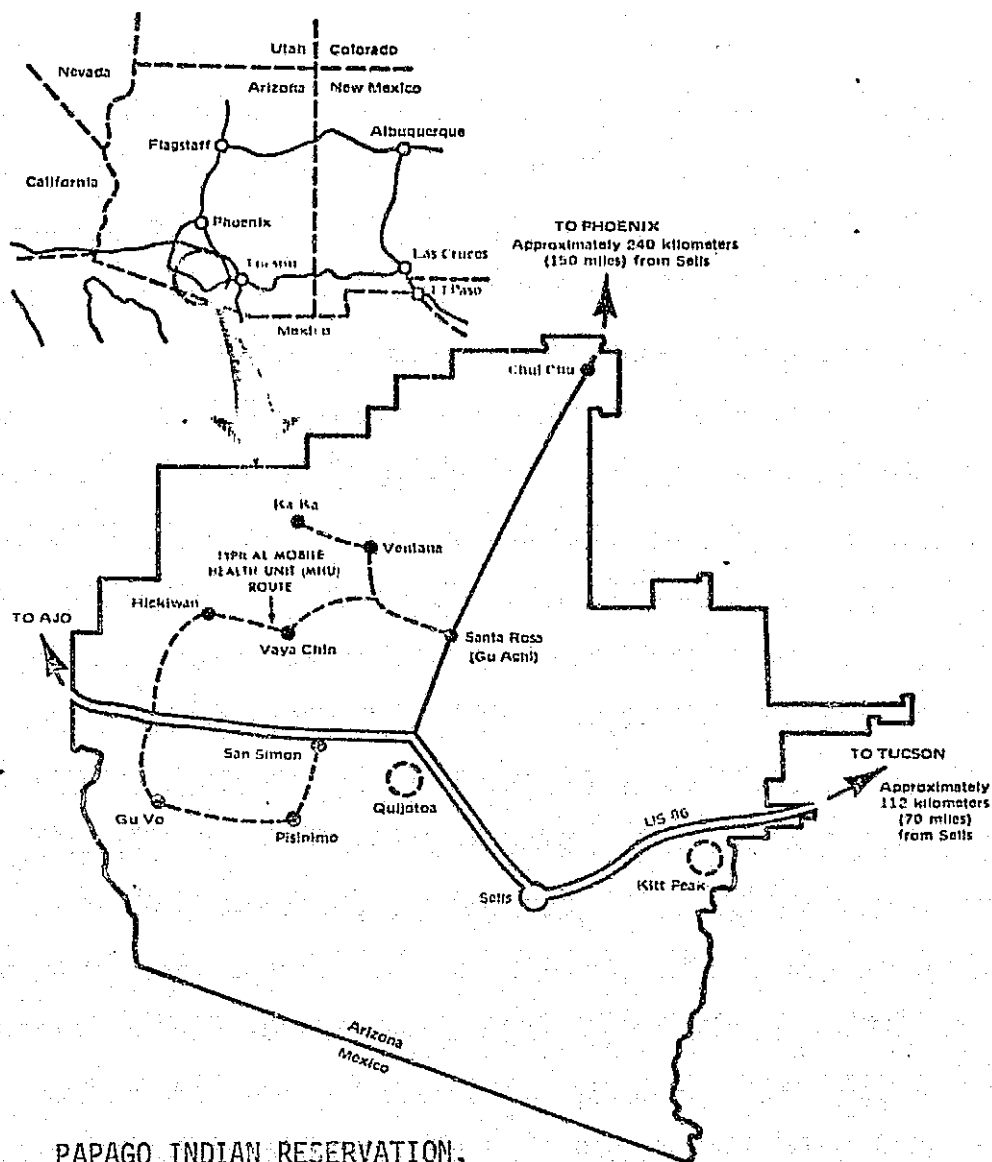 Utah Colorado
Nevada
Arizona New Mexico
Flagstaff
Albuquerque
California
Phoenix
Tucson
Las Cruces
El Paso
Mexico
TO PHOENIX
Approximately 240 kilometers
(150 miles) from Sells
Chui Chu
Ka Ka
Ventana
TYPICAL MOBILE
HEALTH UNIT (MHU)
ROUTE
Hickiwan
TO AJO
Vaya Chin
Santa Rosa
(Gu Achi)
San Simon
TO TUCSON
Approximately
112 kilometers
(70 miles)
from Sells
Quijotoa
Gu Vo
Pisinimo
US 86
Kitt Peak
Sells
Arizona
Mexico
PAPAGO INDIAN RESERVATION.